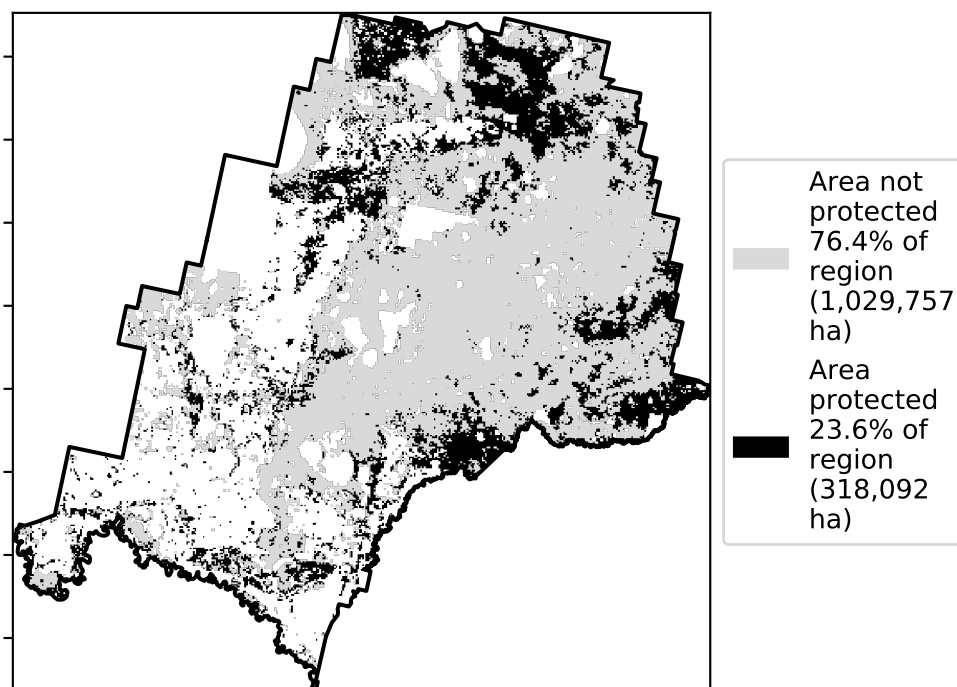 Area not
protected
76.4% of
region
(1,029,757
ha)
Area
protected
23.6% of
region
(318,092
ha)